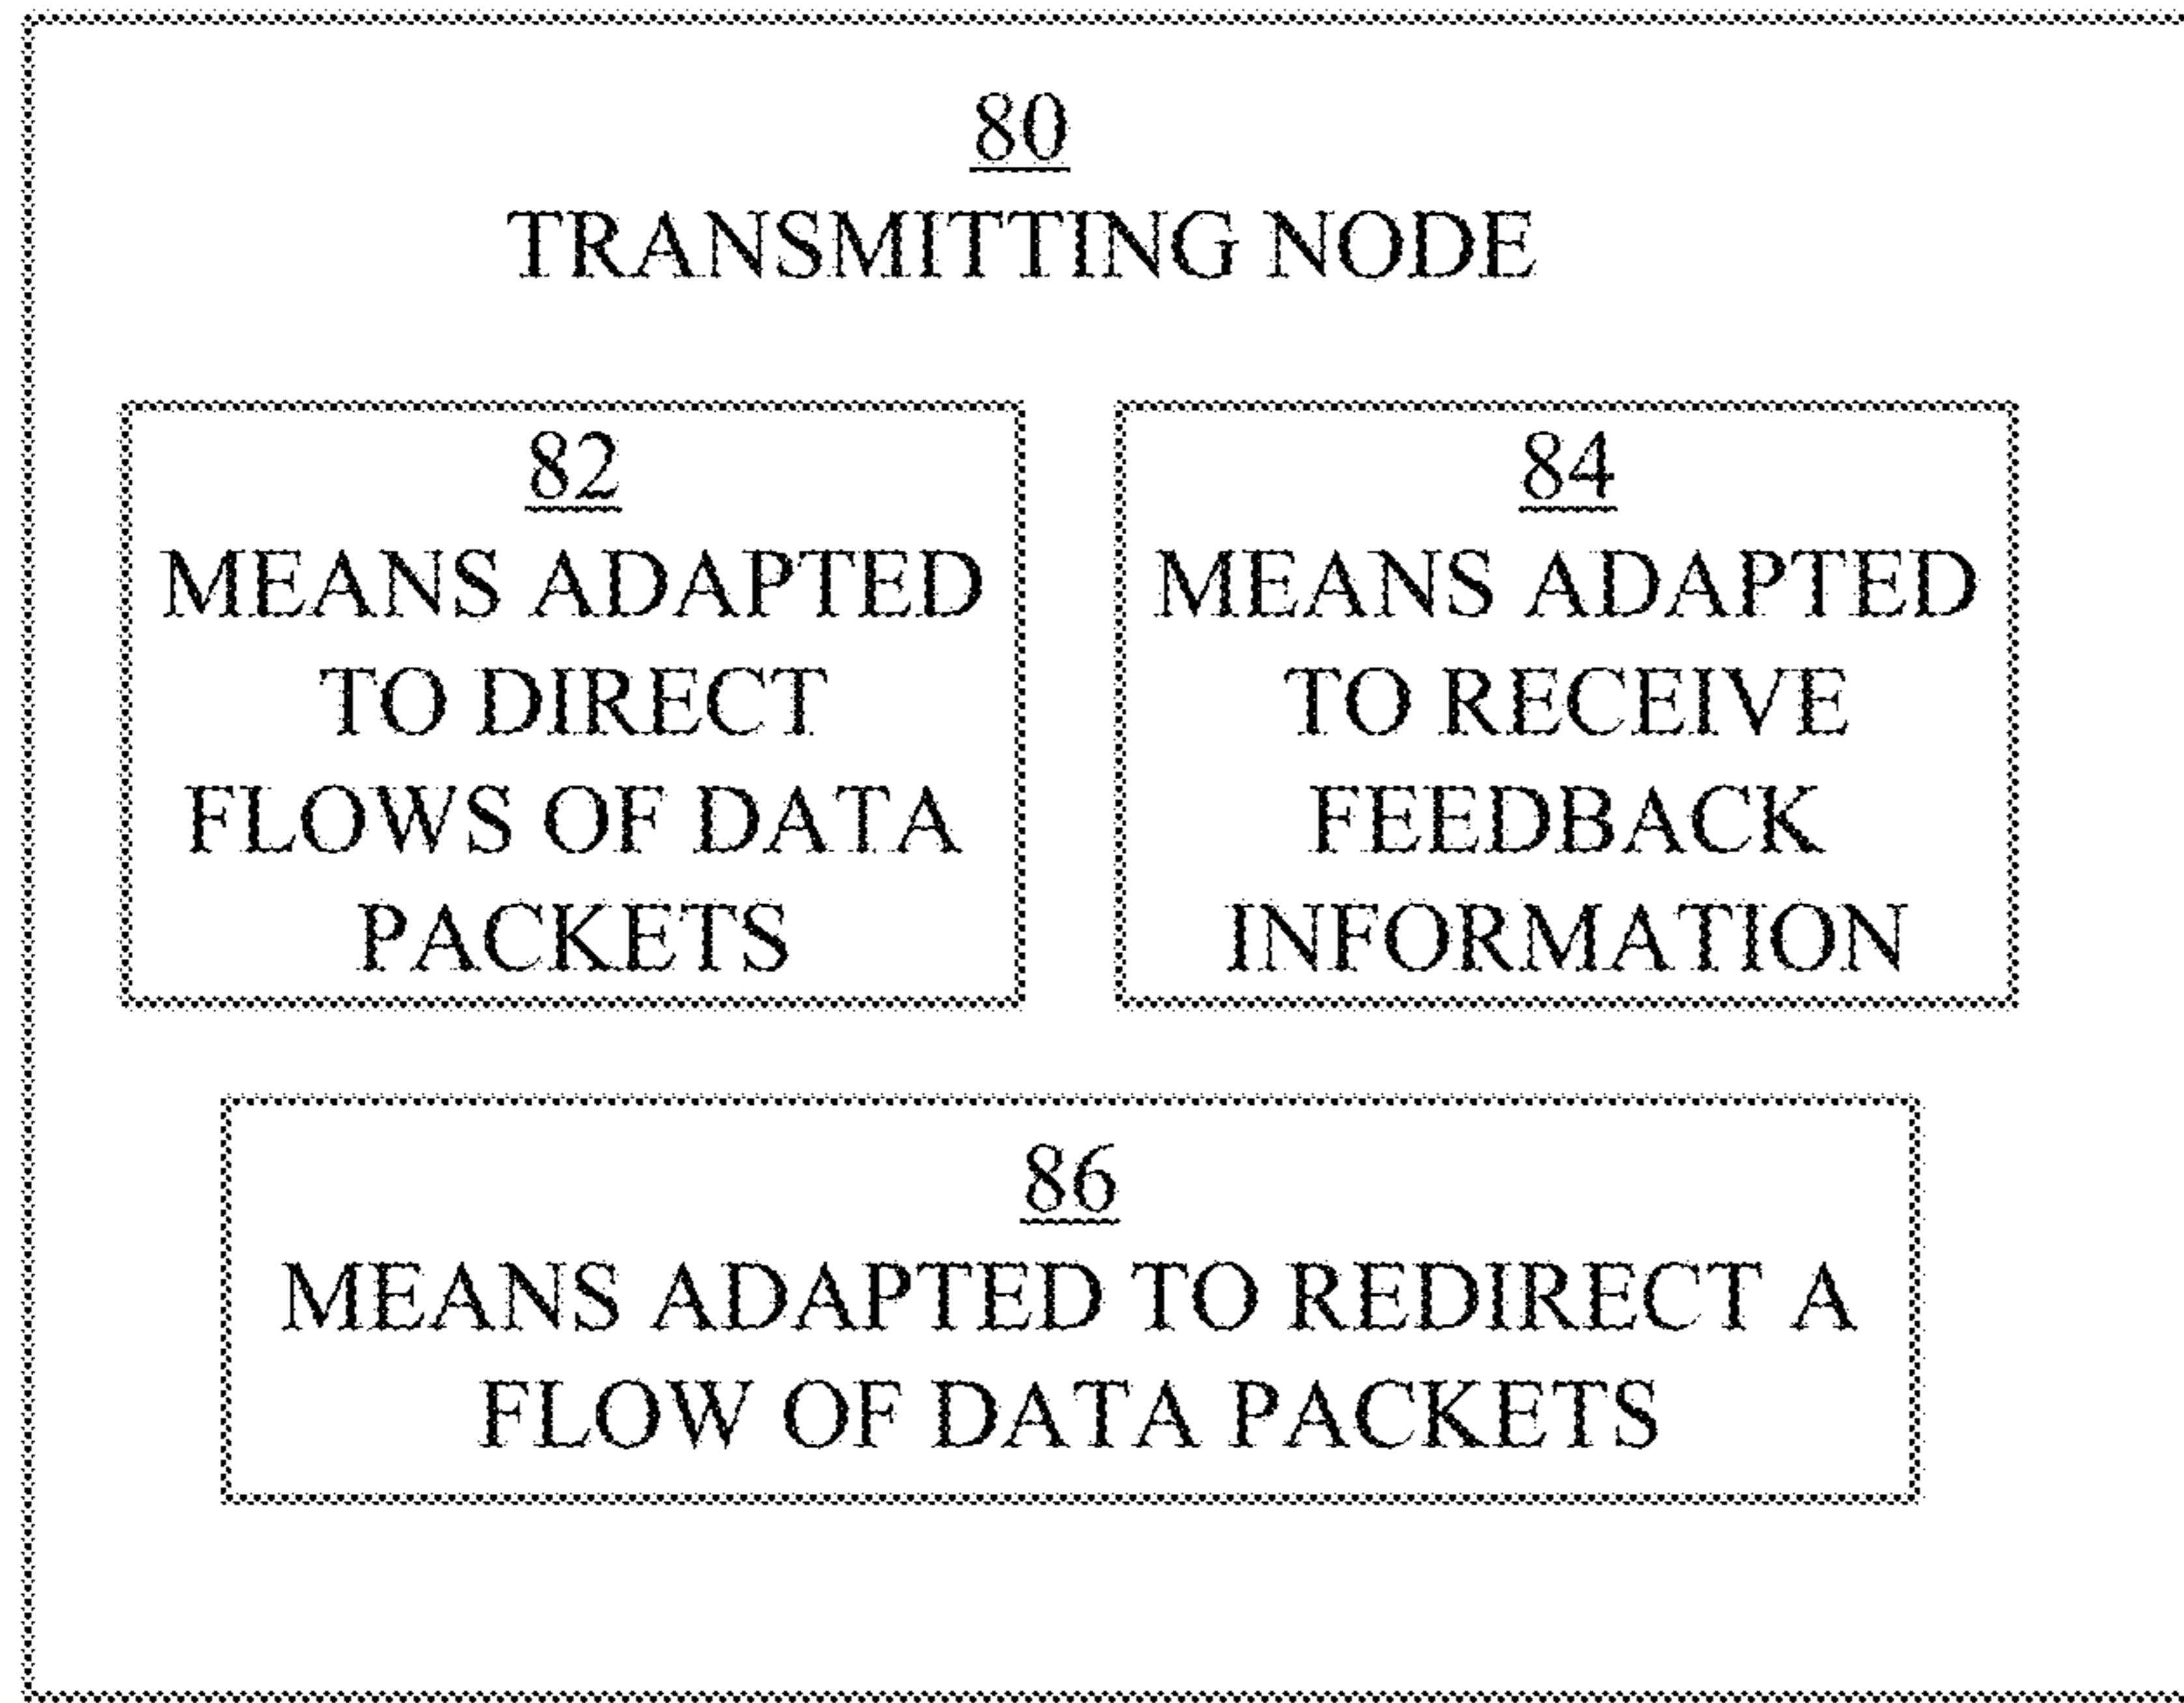 80
TRANSMITTING NODE
82
MEANS ADAPTED
TO DIRECT
FLOWS OF DATA
PACKETS
84
MEANS ADAPTED
TO RECEIVE
FEEDBACK
INFORMATION
86
MEANS ADAPTED TO REDIRECT A
FLOW OF DATA PACKETS